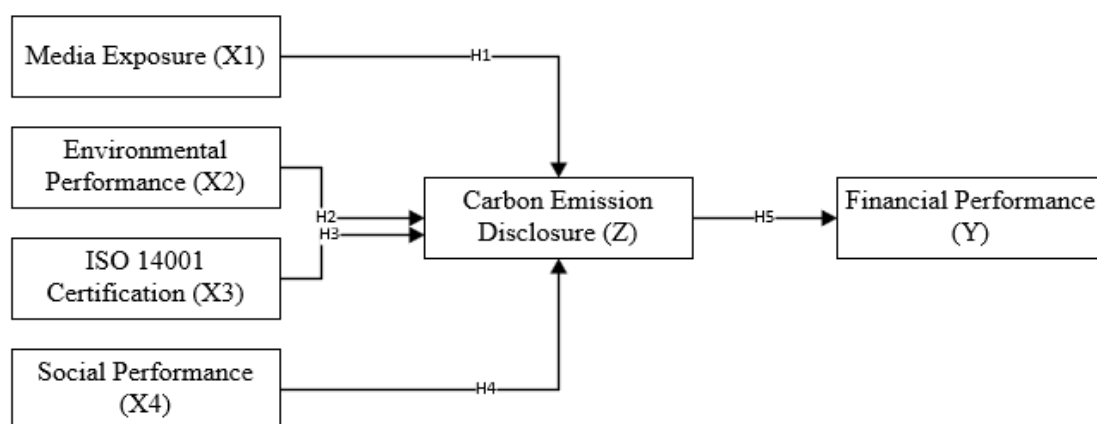 Media Exposure (X1)
H1
Environmental
Performance (X2)
H2
H3
ISO 14001
Certification (X3)
Social Performance
(X4)
H4
Carbon Emission
Disclosure (Z)
H5
Financial Performance
(Y)